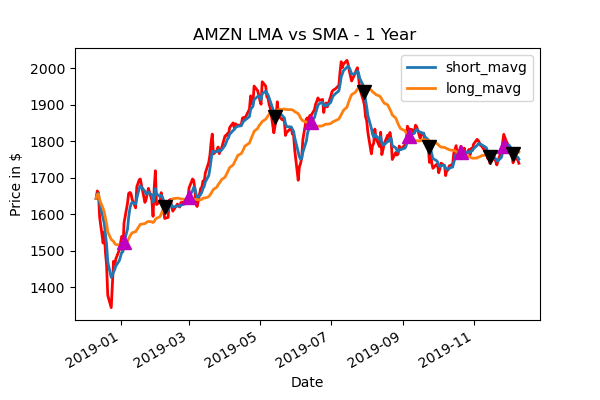 AMZN LMA vs SMA - 1 Year
short_mavg
long_mavg
Price in $
2000
1900
1800
1700
1600
1500
1400
2019-01
2019-03
2019-05
2019-07
2019-09
2019-11
Date